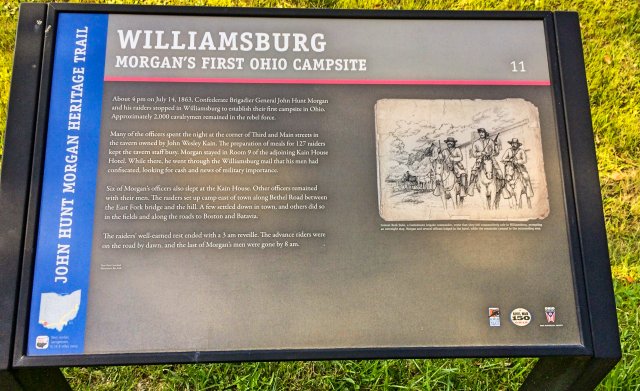 JOHN HUNT MORGAN HERITAGE TRAIL
WILLIAMSBURG
MORGAN'S FIRST OHIO CAMPSITE
11
About 4 pm on July 14, 1863, Confederate Brigadier General John Hunt Morgan
and his raiders stopped in Williamsburg to establish their first campsite in Ohio.
Approximately 2,000 cavalrymen remained in the rebel force.
Many of the officers spent the night at the corner of Third and Main streets in
the tavern owned by John Wesley Kain. The preparation of meals for 127 raiders
kept the tavern staff busy. Morgan stayed in Room 9 of the adjoining Kain House
Hotel. While there, he went through the Williamsburg mail that his men had
confiscated, looking for cash and news of military importance.
Six of Morgan's officers also slept at the Kain House. Other officers remained
with their men. The raiders set up camp east of town along Bethel Road between
the East Fork bridge and the hill. A few settled down in town, and others did so
in the fields and along the roads to Boston and Batavia.
The raiders' well-earned rest ended with a 3 am reveille. The advance riders were
on the road by dawn, and the last of Morgan's men were gone by 8 am.
CIVIL WAR
150